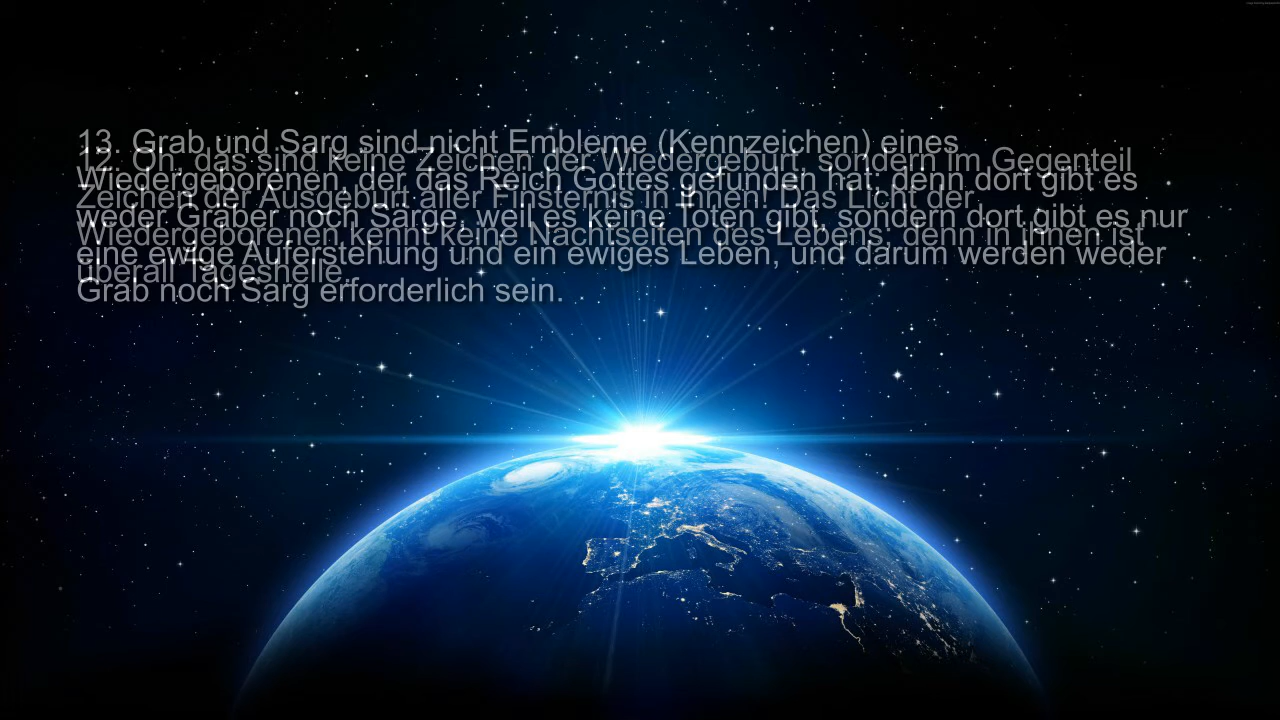 13. Grab und Sarg sind nicht Embleme (Kennzeichen) eines
Wiedergeborenen, der das Reich Gottes gefunden hat; denn dort gibt es
weder Gräber noch Särge, weil es keine Toten gibt, sondern dort gibt es nur
eine ewige Auferstehung und ein ewiges Leben, und darum werden weder
Grab noch Sarg erforderlich sein.
12. Oh, das sind keine Zeichen der Wiedergeburt, sondern im Gegenteil
Zeichen der Ausgeburt aller Finsternis in ihnen! Das Licht der
Wiedergeborenen kennt keine Nachtseiten des Lebens; denn in ihnen ist
überall Tageshelle.